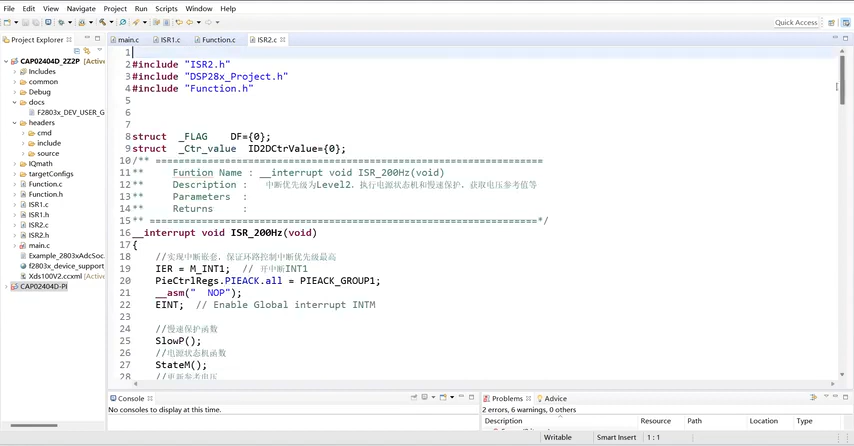 File Edit View Navigate Project Run Scripts Window Help
Quick Access
Project Explorer
CAP02404D_2Z2P [Active
Includes
common
Debug
docs
F2803x_DEV_USER_G
headers
cmd
include
source
IQmath
targetConfigs
Function.c
Function.h
ISR1.c
ISR1.h
ISR2.c
ISR2.h
main.c
Example_2803xAdcSoc.
f2803x_device_support_
Xds100V2.ccxml [Active
CAP02404D-PI
main.c ISR1.c Function.c ISR2.c
1
2 #include "ISR2.h"
3 #include "DSP28x_Project.h"
4 #include "Function.h"
5
6
7
8 struct _FLAG DF={0};
9 struct _Ctr_value ID2DCtrValue={0};
10 /** ===================================================================
11 ** Funtion Name : __interrupt void ISR_200Hz(void)
12 ** Description : 中断优先级为Level2，执行电源状态机和慢速保护，获取电压参考值等
13 ** Parameters :
14 ** Returns :
15 ** ===================================================================*/
16 __interrupt void ISR_200Hz(void)
17 {
18 //实现中断嵌套，保证环路控制中断优先级最高
19 IER = M_INT1; // 开中断INT1
20 PieCtrlRegs.PIEACK.all = PIEACK_GROUP1;
21 __asm(" NOP");
22 EINT; // Enable Global interrupt INTM
23
24 //慢速保护函数
25 SlowP();
26 //电源状态机函数
27 StateM();
28 //更新参考电压
Console
No consoles to display at this time.
Problems Advice
2 errors, 6 warnings, 0 others
Description Resource Path Location Type
Writable Smart Insert 1 : 1